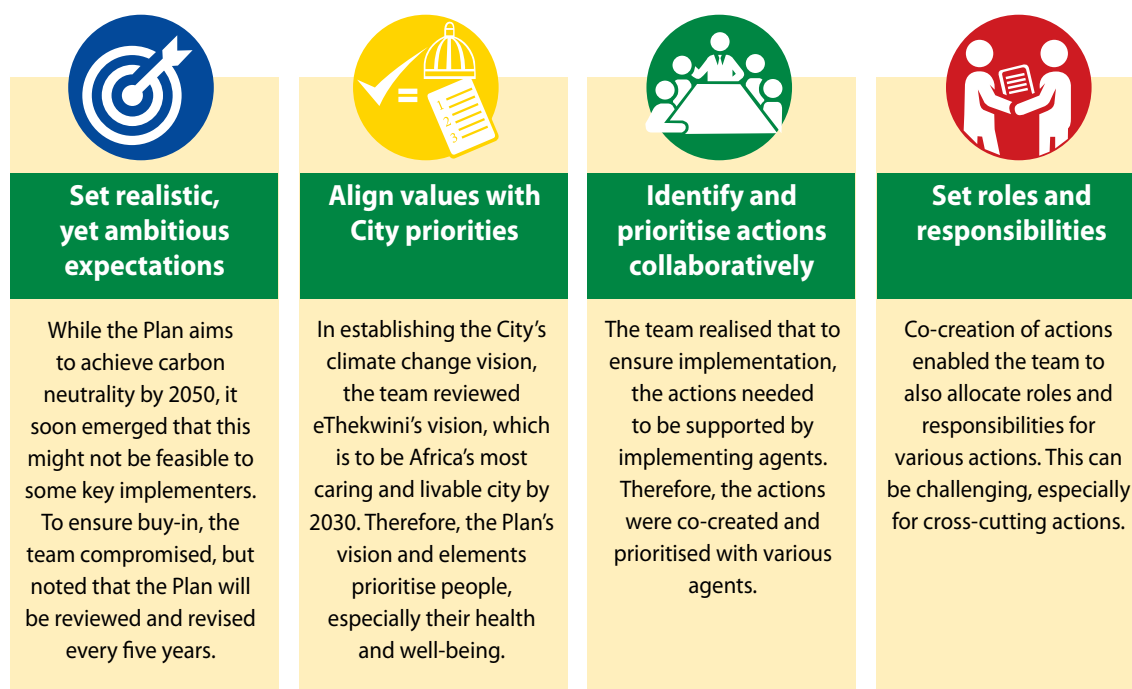 1
2
3
Set realistic,
yet ambitious
expectations
While the Plan aims
to achieve carbon
neutrality by 2050, it
soon emerged that this
might not be feasible to
some key implementers.
To ensure buy-in, the
team compromised, but
noted that the Plan will
be reviewed and revised
every five years.
Align values with
City priorities
In establishing the City’s
climate change vision,
the team reviewed
eThekwini’s vision, which
is to be Africa’s most
caring and livable city by
2030. Therefore, the Plan’s
vision and elements
prioritise people,
especially their health
and well-being.
Identify and
prioritise actions
collaboratively
The team realised that to
ensure implementation,
the actions needed
to be supported by
implementing agents.
Therefore, the actions
were co-created and
prioritised with various
agents.
Set roles and
responsibilities
Co-creation of actions
enabled the team to
also allocate roles and
responsibilities for
various actions. This can
be challenging, especially
for cross-cutting actions.